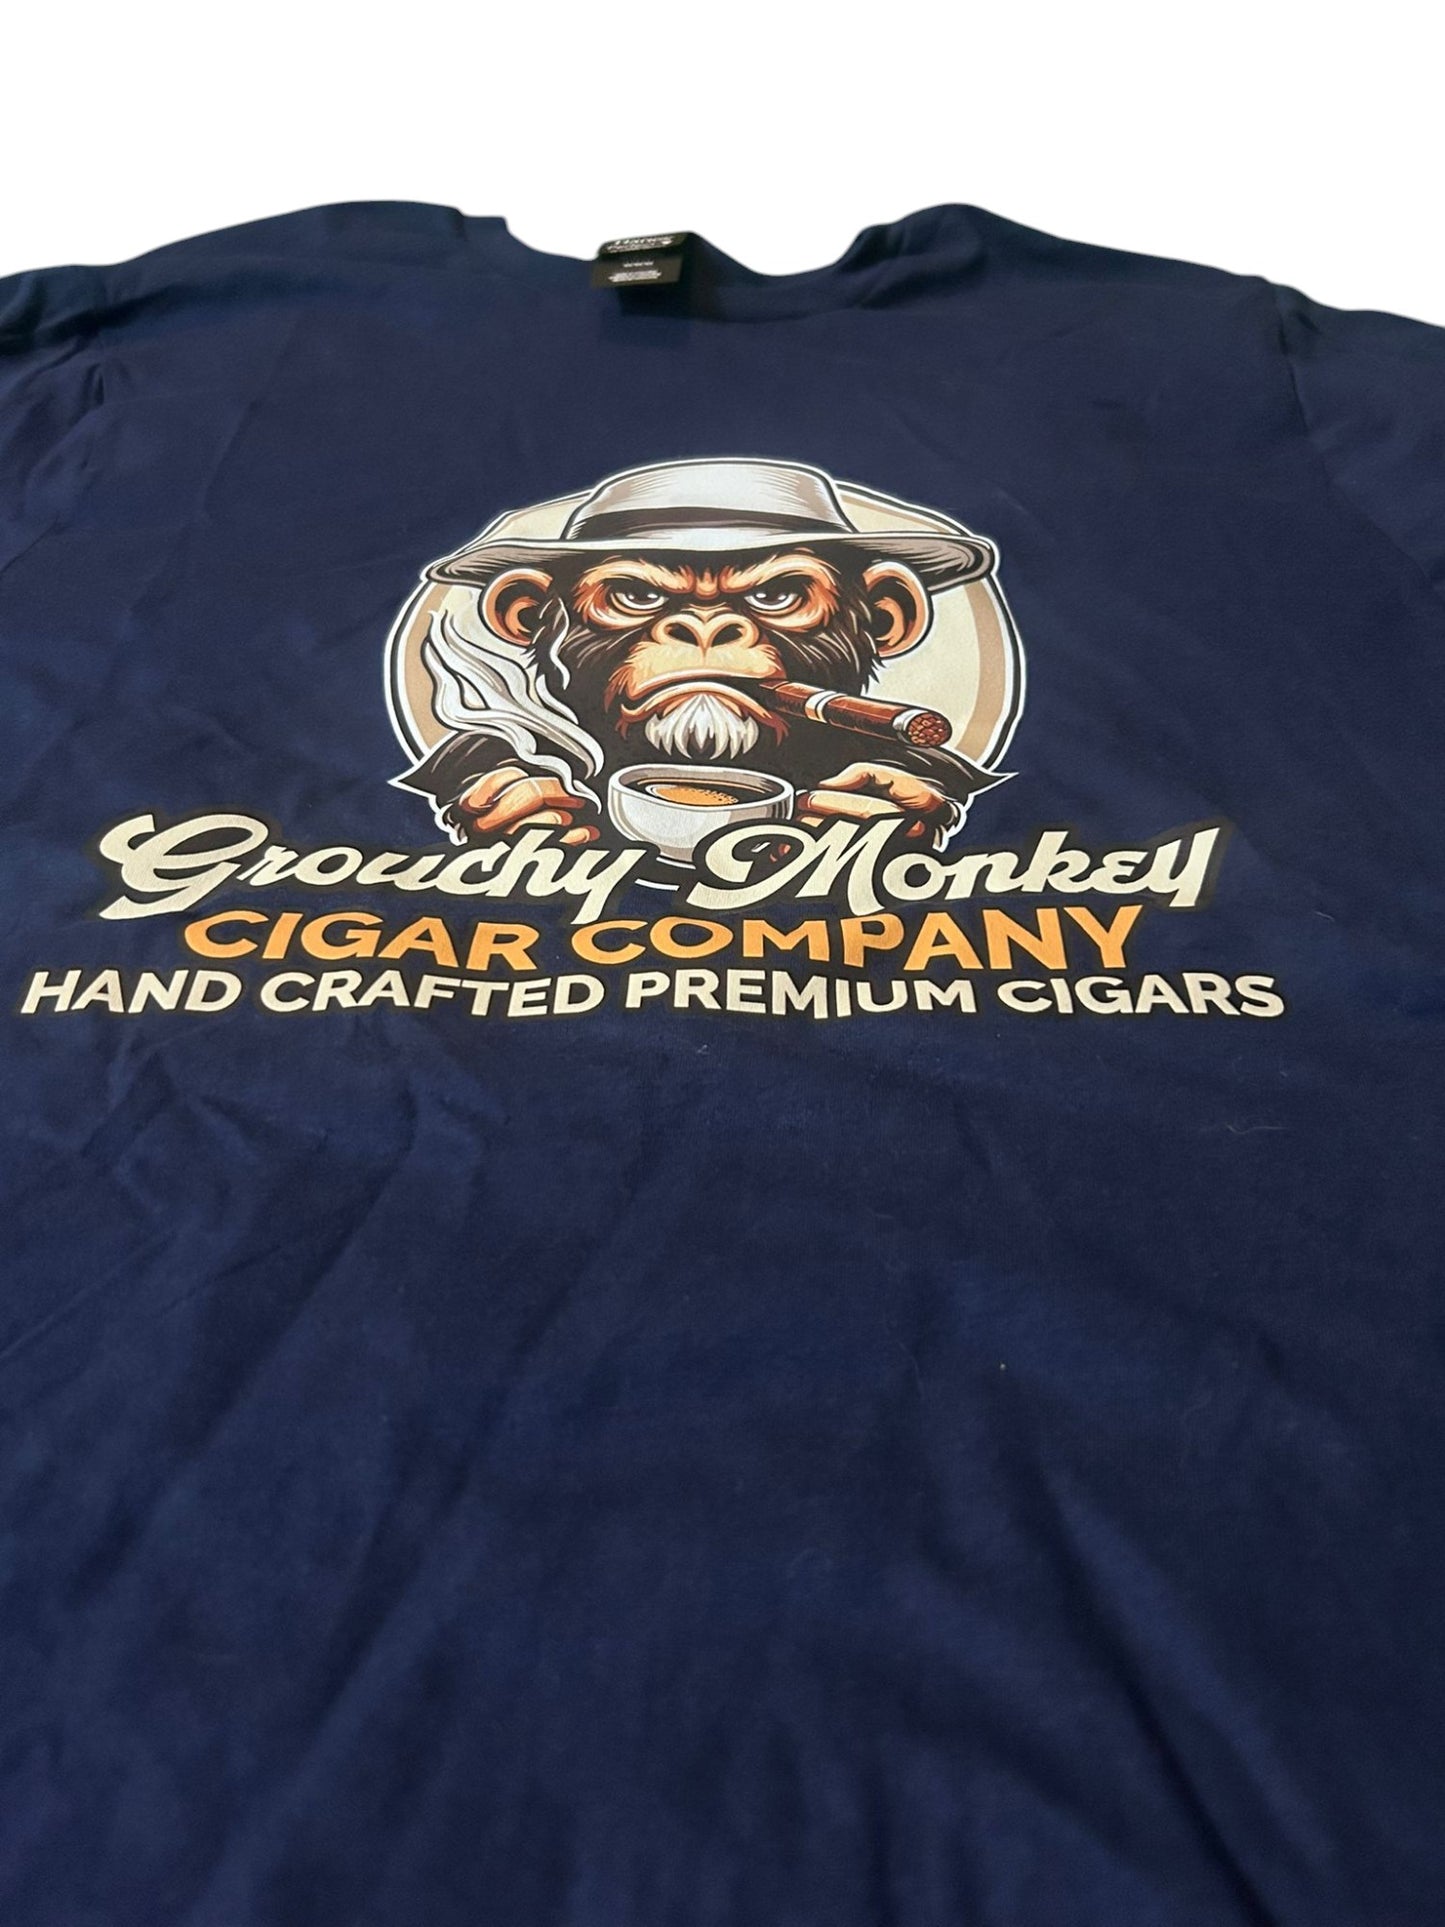 Grouchy Monkey
CIGAR COMPANY
HAND CRAFTED PREMIUM CIGARS